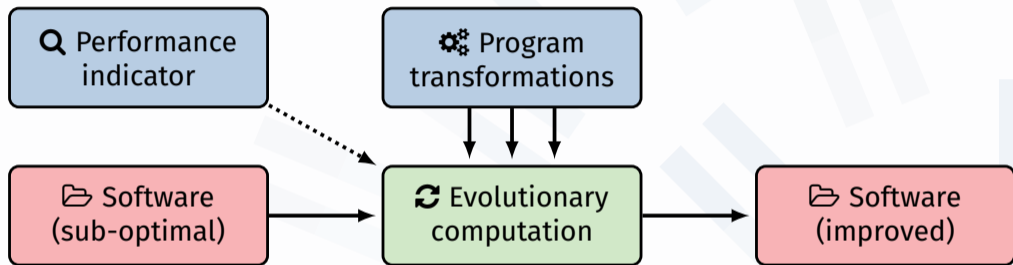 Performance
indicator
Program
transformations
Software
(sub-optimal)
Evolutionary
computation
Software
(improved)